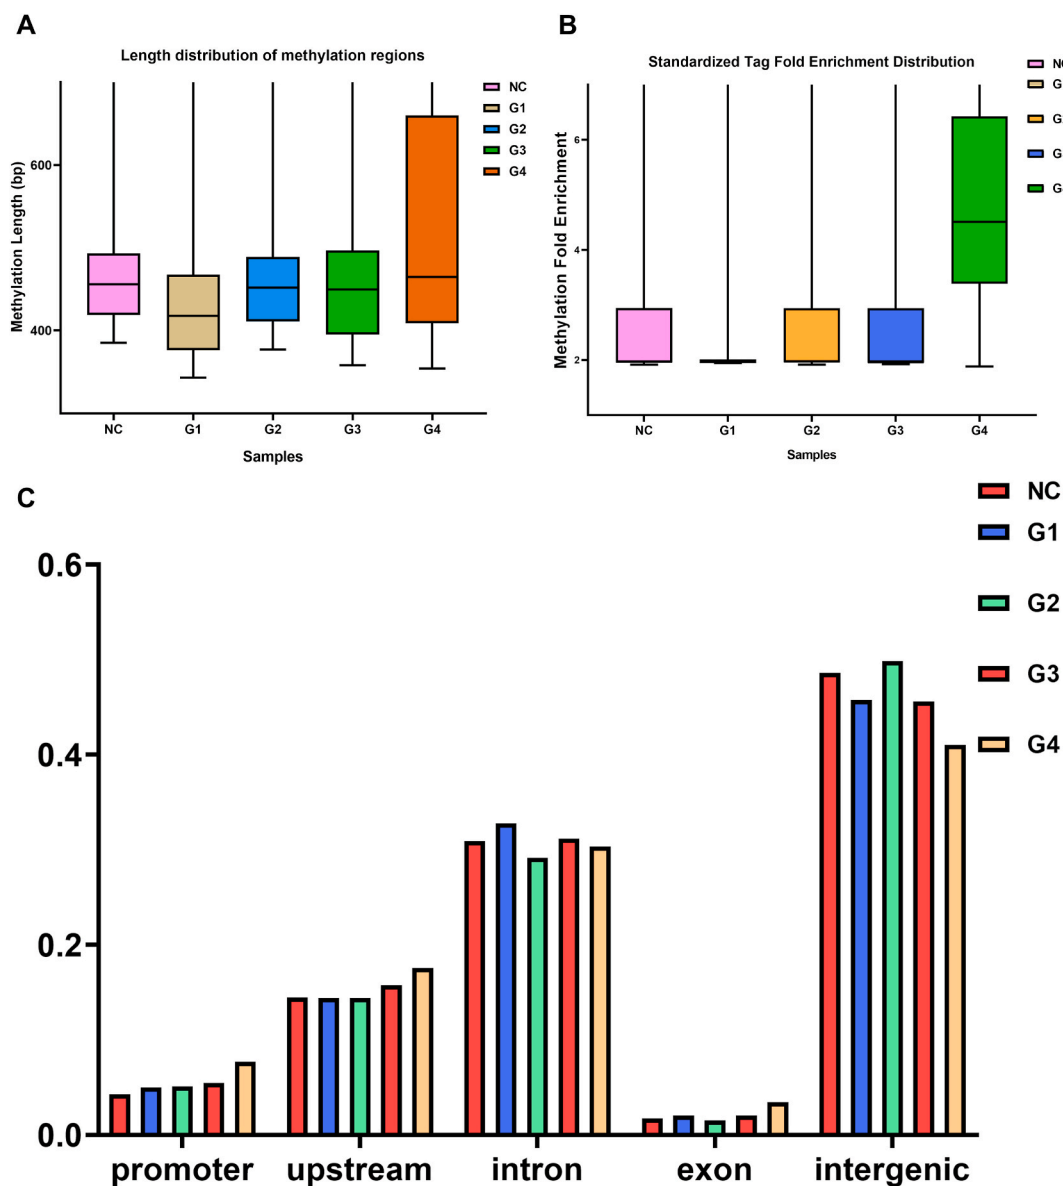 A
Length distribution of methylation regions
Methylation Length (bp)
600
400
NC G1 G2 G3 G4
Samples
NC
G1
G2
G3
G4
B
Standardized Tag Fold Enrichment Distribution
Methylation Fold Enrichment
6
4
2
NC G1 G2 G3 G4
Samples
NC
G
G
G
G
C
0.6
0.4
0.2
0.0
promoter upstream intron exon intergenic
NC
G1
G2
G3
G4